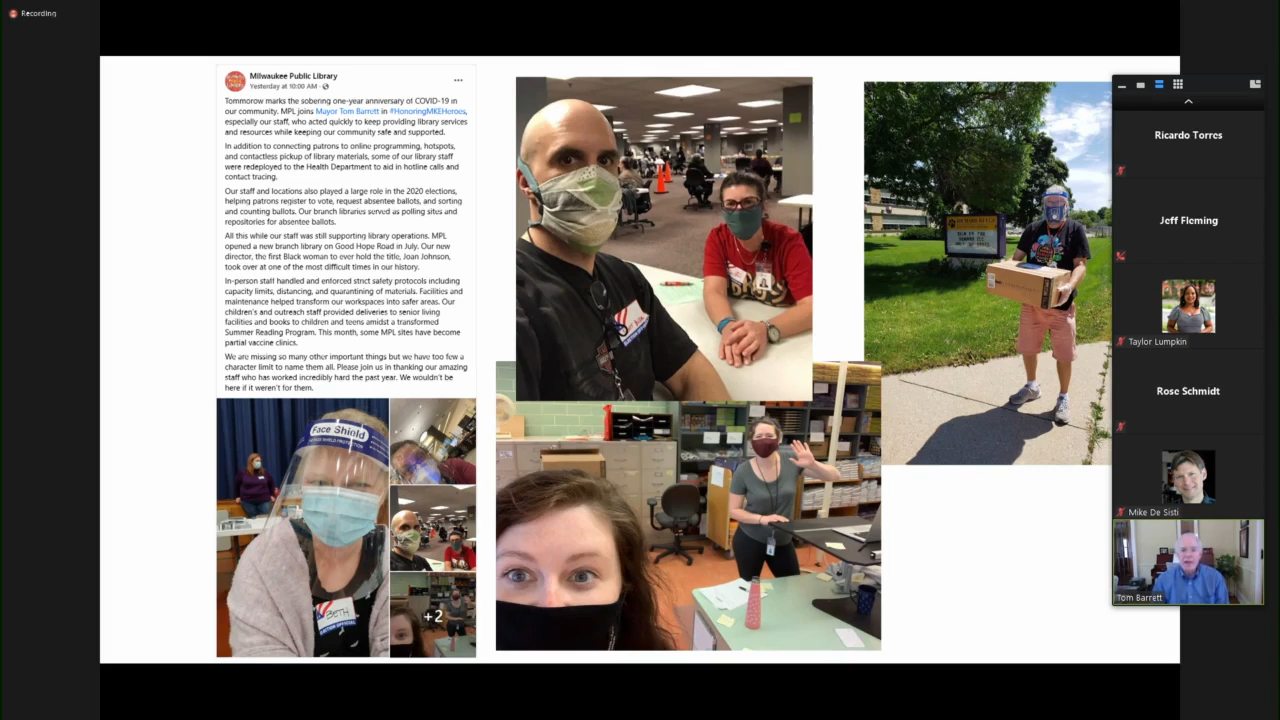 Recording
Milwaukee Public Library
Yesterday at 10:00 AM ·
Tommorow marks the sobering one-year anniversary of COVID-19 in
our community. MPL joins Mayor Tom Barrett in #HonoringMKEHeroes,
especially our staff, who acted quickly to keep providing library services
and resources while keeping our community safe and supported.
In addition to connecting patrons to online programming, hotspots,
and contactless pickup of library materials, some of our library staff
were redeployed to the Health Department to aid in hotline calls and
contact tracing.
Our staff and locations also played a large role in the 2020 elections,
helping patrons register to vote, request absentee ballots, and sorting
and counting ballots. Our branch libraries served as polling sites and
repositories for absentee ballots.
All this while our staff was still supporting library operations. MPL
opened a new branch library on Good Hope Road in July. Our new
director, the first Black woman to ever hold the title, Joan Johnson,
took over at one of the most difficult times in our history.
In-person staff handled and enforced strict safety protocols including
capacity limits, distancing, and quarantining of materials. Facilities and
maintenance helped transform our workspaces into safer areas. Our
children's and outreach staff provided deliveries to senior living
facilities and books to children and teens amidst a transformed
Summer Reading Program. This month, some MPL sites have become
partial vaccine clinics.
We are missing so many other important things but we have too few a
character limit to name them all. Please join us in thanking our amazing
staff who has worked incredibly hard the past year. We wouldn't be
here if it weren't for them.
Face Shield
BETH
ELECTION OFFICIAL
+2
Ricardo Torres
Jeff Fleming
Taylor Lumpkin
Rose Schmidt
Mike De Sisti
Tom Barrett